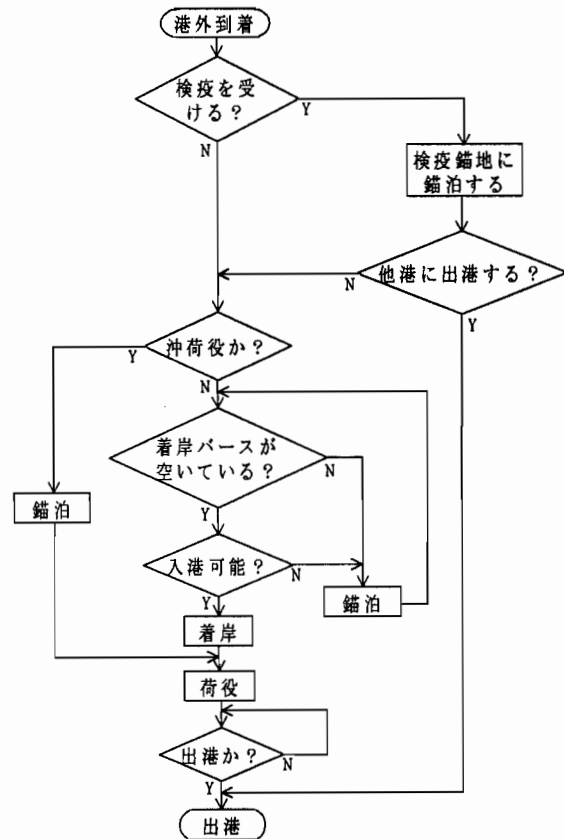 港外到着
検疫を受
ける?
Y
N
検疫錨地に
錨泊する
他港に出港する?
N
Y
沖荷役か?
Y
N
着岸バースが
空いている?
N
Y
錨泊
入港可能?
N
Y
錨泊
着岸
荷役
出港か?
N
Y
出港